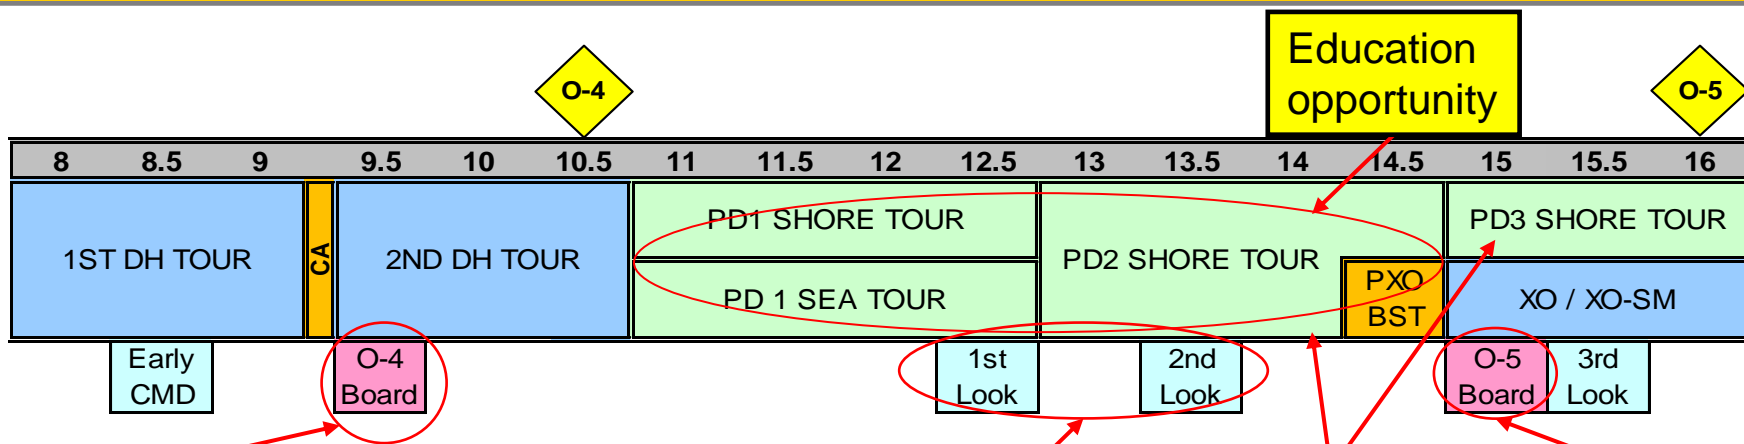 Education
opportunity
O-4
O-5
8 8.5 9 9.5 10 10.5 11 11.5 12 12.5 13 13.5 14 14.5 15 15.5 16
1ST DH TOUR
CA
2ND DH TOUR
PD1 SHORE TOUR
PD 1 SEA TOUR
PD2 SHORE TOUR
PXO
BST
PD3 SHORE TOUR
XO / XO-SM
Early
CMD
O-4
Board
1st
Look
2nd
Look
O-5
Board
3rd
Look